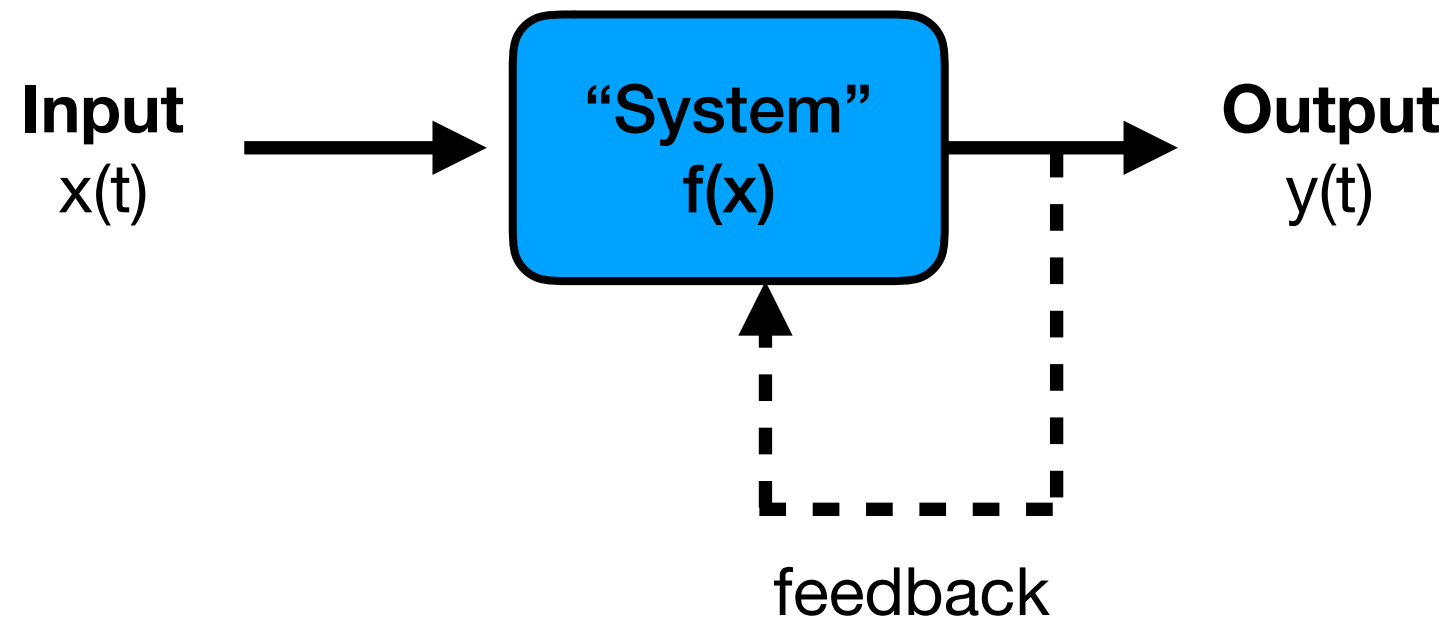 Input
x(t)
“System”
f(x)
Output
y(t)
feedback